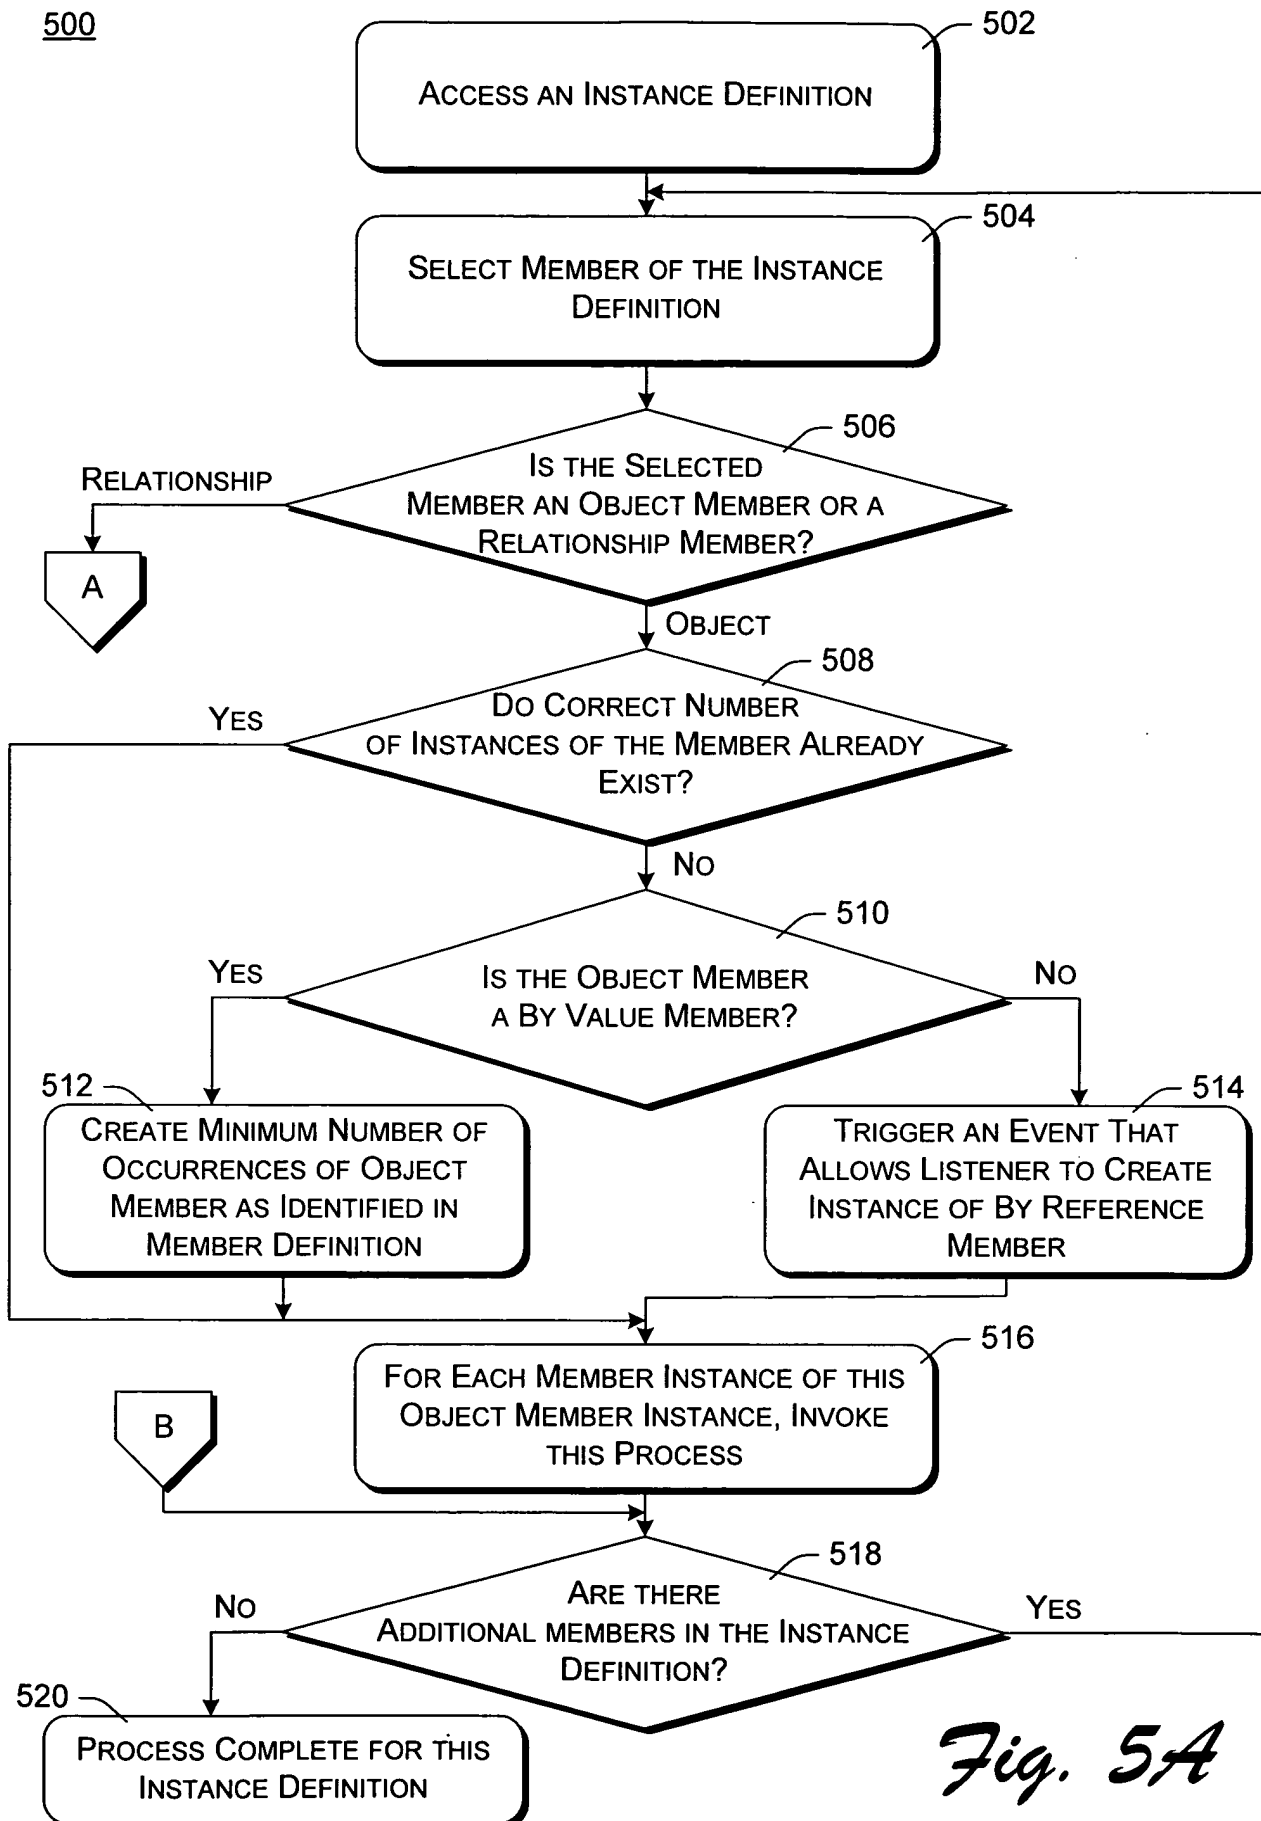 500
502
ACCESS AN INSTANCE DEFINITION
504
SELECT MEMBER OF THE INSTANCE
DEFINITION
506
IS THE SELECTED
MEMBER AN OBJECT MEMBER OR A
RELATIONSHIP MEMBER?
RELATIONSHIP
A
OBJECT
508
DO CORRECT NUMBER
OF INSTANCES OF THE MEMBER ALREADY
EXIST?
YES
NO
510
IS THE OBJECT MEMBER
A BY VALUE MEMBER?
YES
NO
512
CREATE MINIMUM NUMBER OF
OCCURRENCES OF OBJECT
MEMBER AS IDENTIFIED IN
MEMBER DEFINITION
514
TRIGGER AN EVENT THAT
ALLOWS LISTENER TO CREATE
INSTANCE OF BY REFERENCE
MEMBER
516
FOR EACH MEMBER INSTANCE OF THIS
OBJECT MEMBER INSTANCE, INVOKE
THIS PROCESS
B
518
ARE THERE
ADDITIONAL MEMBERS IN THE INSTANCE
DEFINITION?
NO
YES
520
PROCESS COMPLETE FOR THIS
INSTANCE DEFINITION
Fig. 5A